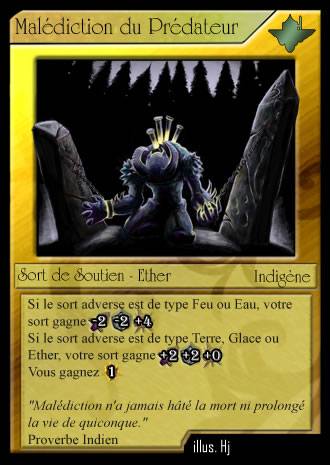 Malédiction du Prédateur
Sort de Soutien - Ether Indigène
Si le sort adverse est de type Feu ou Eau, votre
sort gagne -2 -2 +4
Si le sort adverse est de type Terre, Glace ou
Ether, votre sort gagne +2 +2 +0
Vous gagnez 1
"Malédiction n'a jamais hâté la mort ni prolongé
la vie de quiconque."
Proverbe Indien
illus. Hj